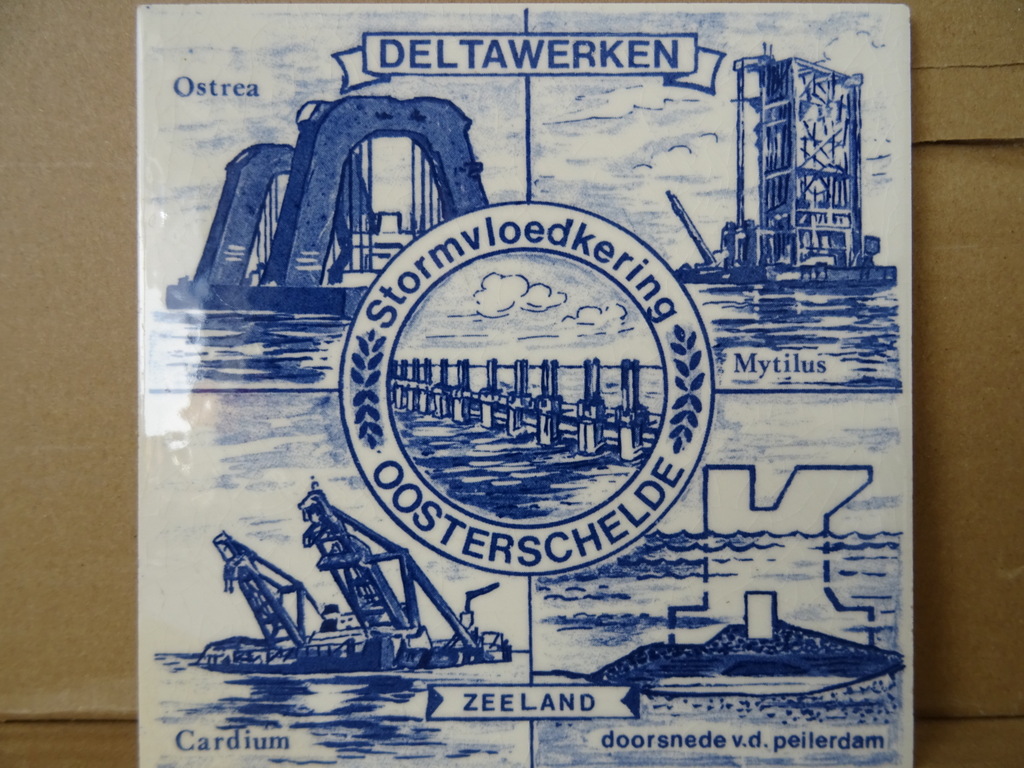 DELTAWERKEN
Ostrea
Stormvloedkering
OOSTERSCHELDE
Mytilus
ZEELAND
Cardium
doorsnede v.d. peilerdam